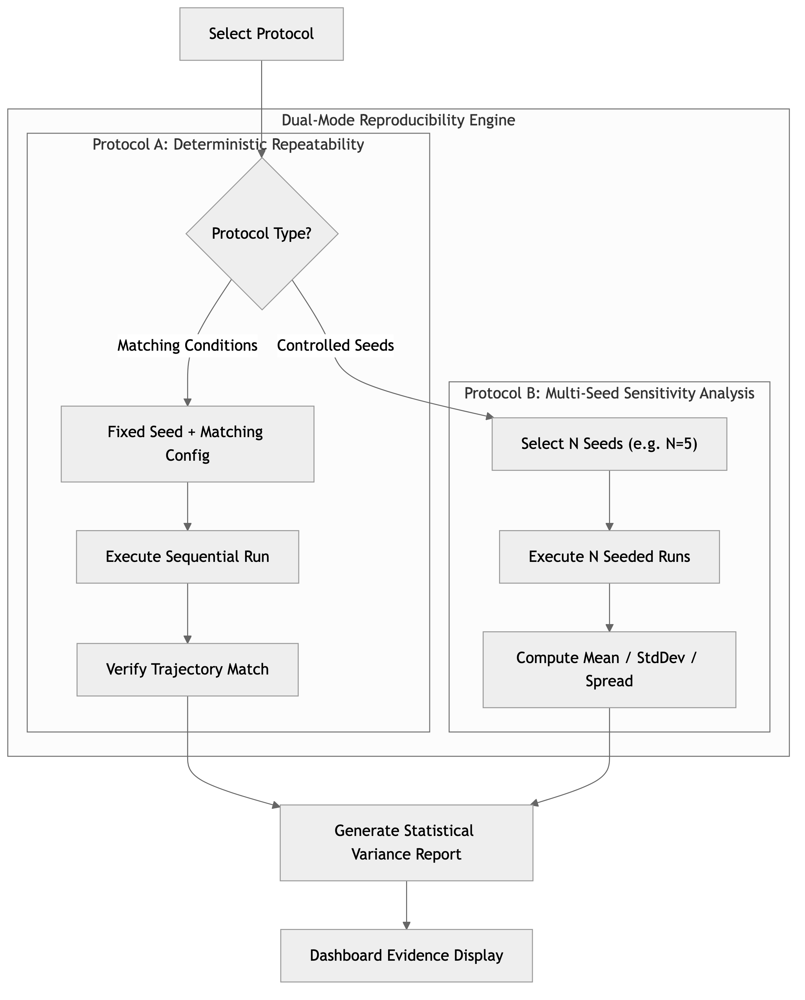 Select Protocol
Dual-Mode Reproducibility Engine
Protocol A: Deterministic Repeatability
Protocol Type?
Matching Conditions
Controlled Seeds
Protocol B: Multi-Seed Sensitivity Analysis
Fixed Seed + Matching
Config
Select N Seeds (e.g. N=5)
Execute Sequential Run
Execute N Seeded Runs
Verify Trajectory Match
Compute Mean / StdDev /
Spread
Generate Statistical
Variance Report
Dashboard Evidence Display